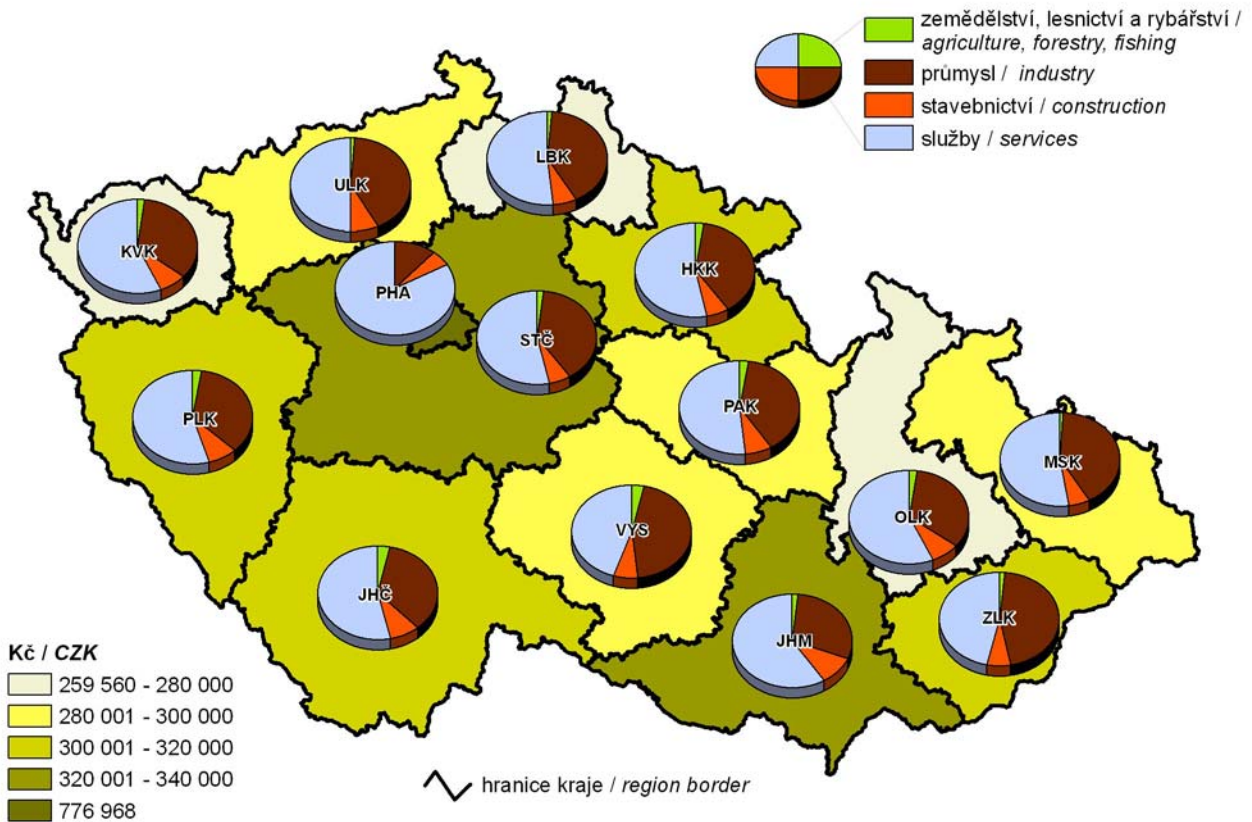 zemědělství, lesnictví a rybářství /
agriculture, forestry, fishing
průmysl / industry
stavebnictví / construction
služby / services
LBK
ULK
KVK
HKK
PHA
STČ
PLK
PAK
MSK
OLK
VYS
JHČ
ZLK
JHM
Kč / CZK
259 560 - 280 000
280 001 - 300 000
300 001 - 320 000
320 001 - 340 000
776 968
hranice kraje / region border